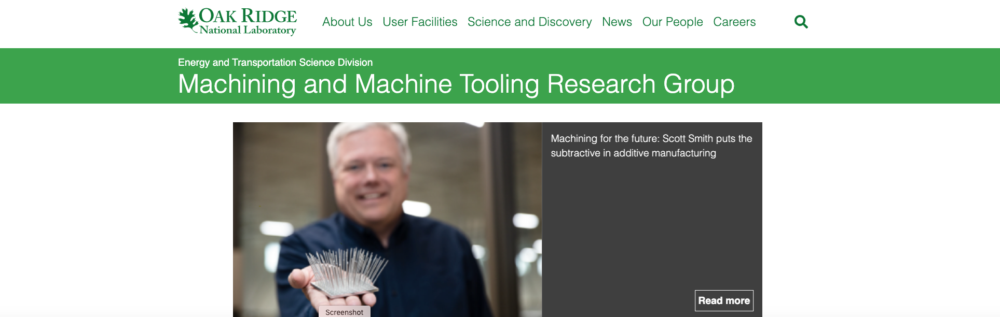 OAK RIDGE
National Laboratory
About Us User Facilities Science and Discovery News Our People Careers
Energy and Transportation Science Division
Machining and Machine Tooling Research Group
Machining for the future: Scott Smith puts the
subtractive in additive manufacturing
Read more
Screenshot